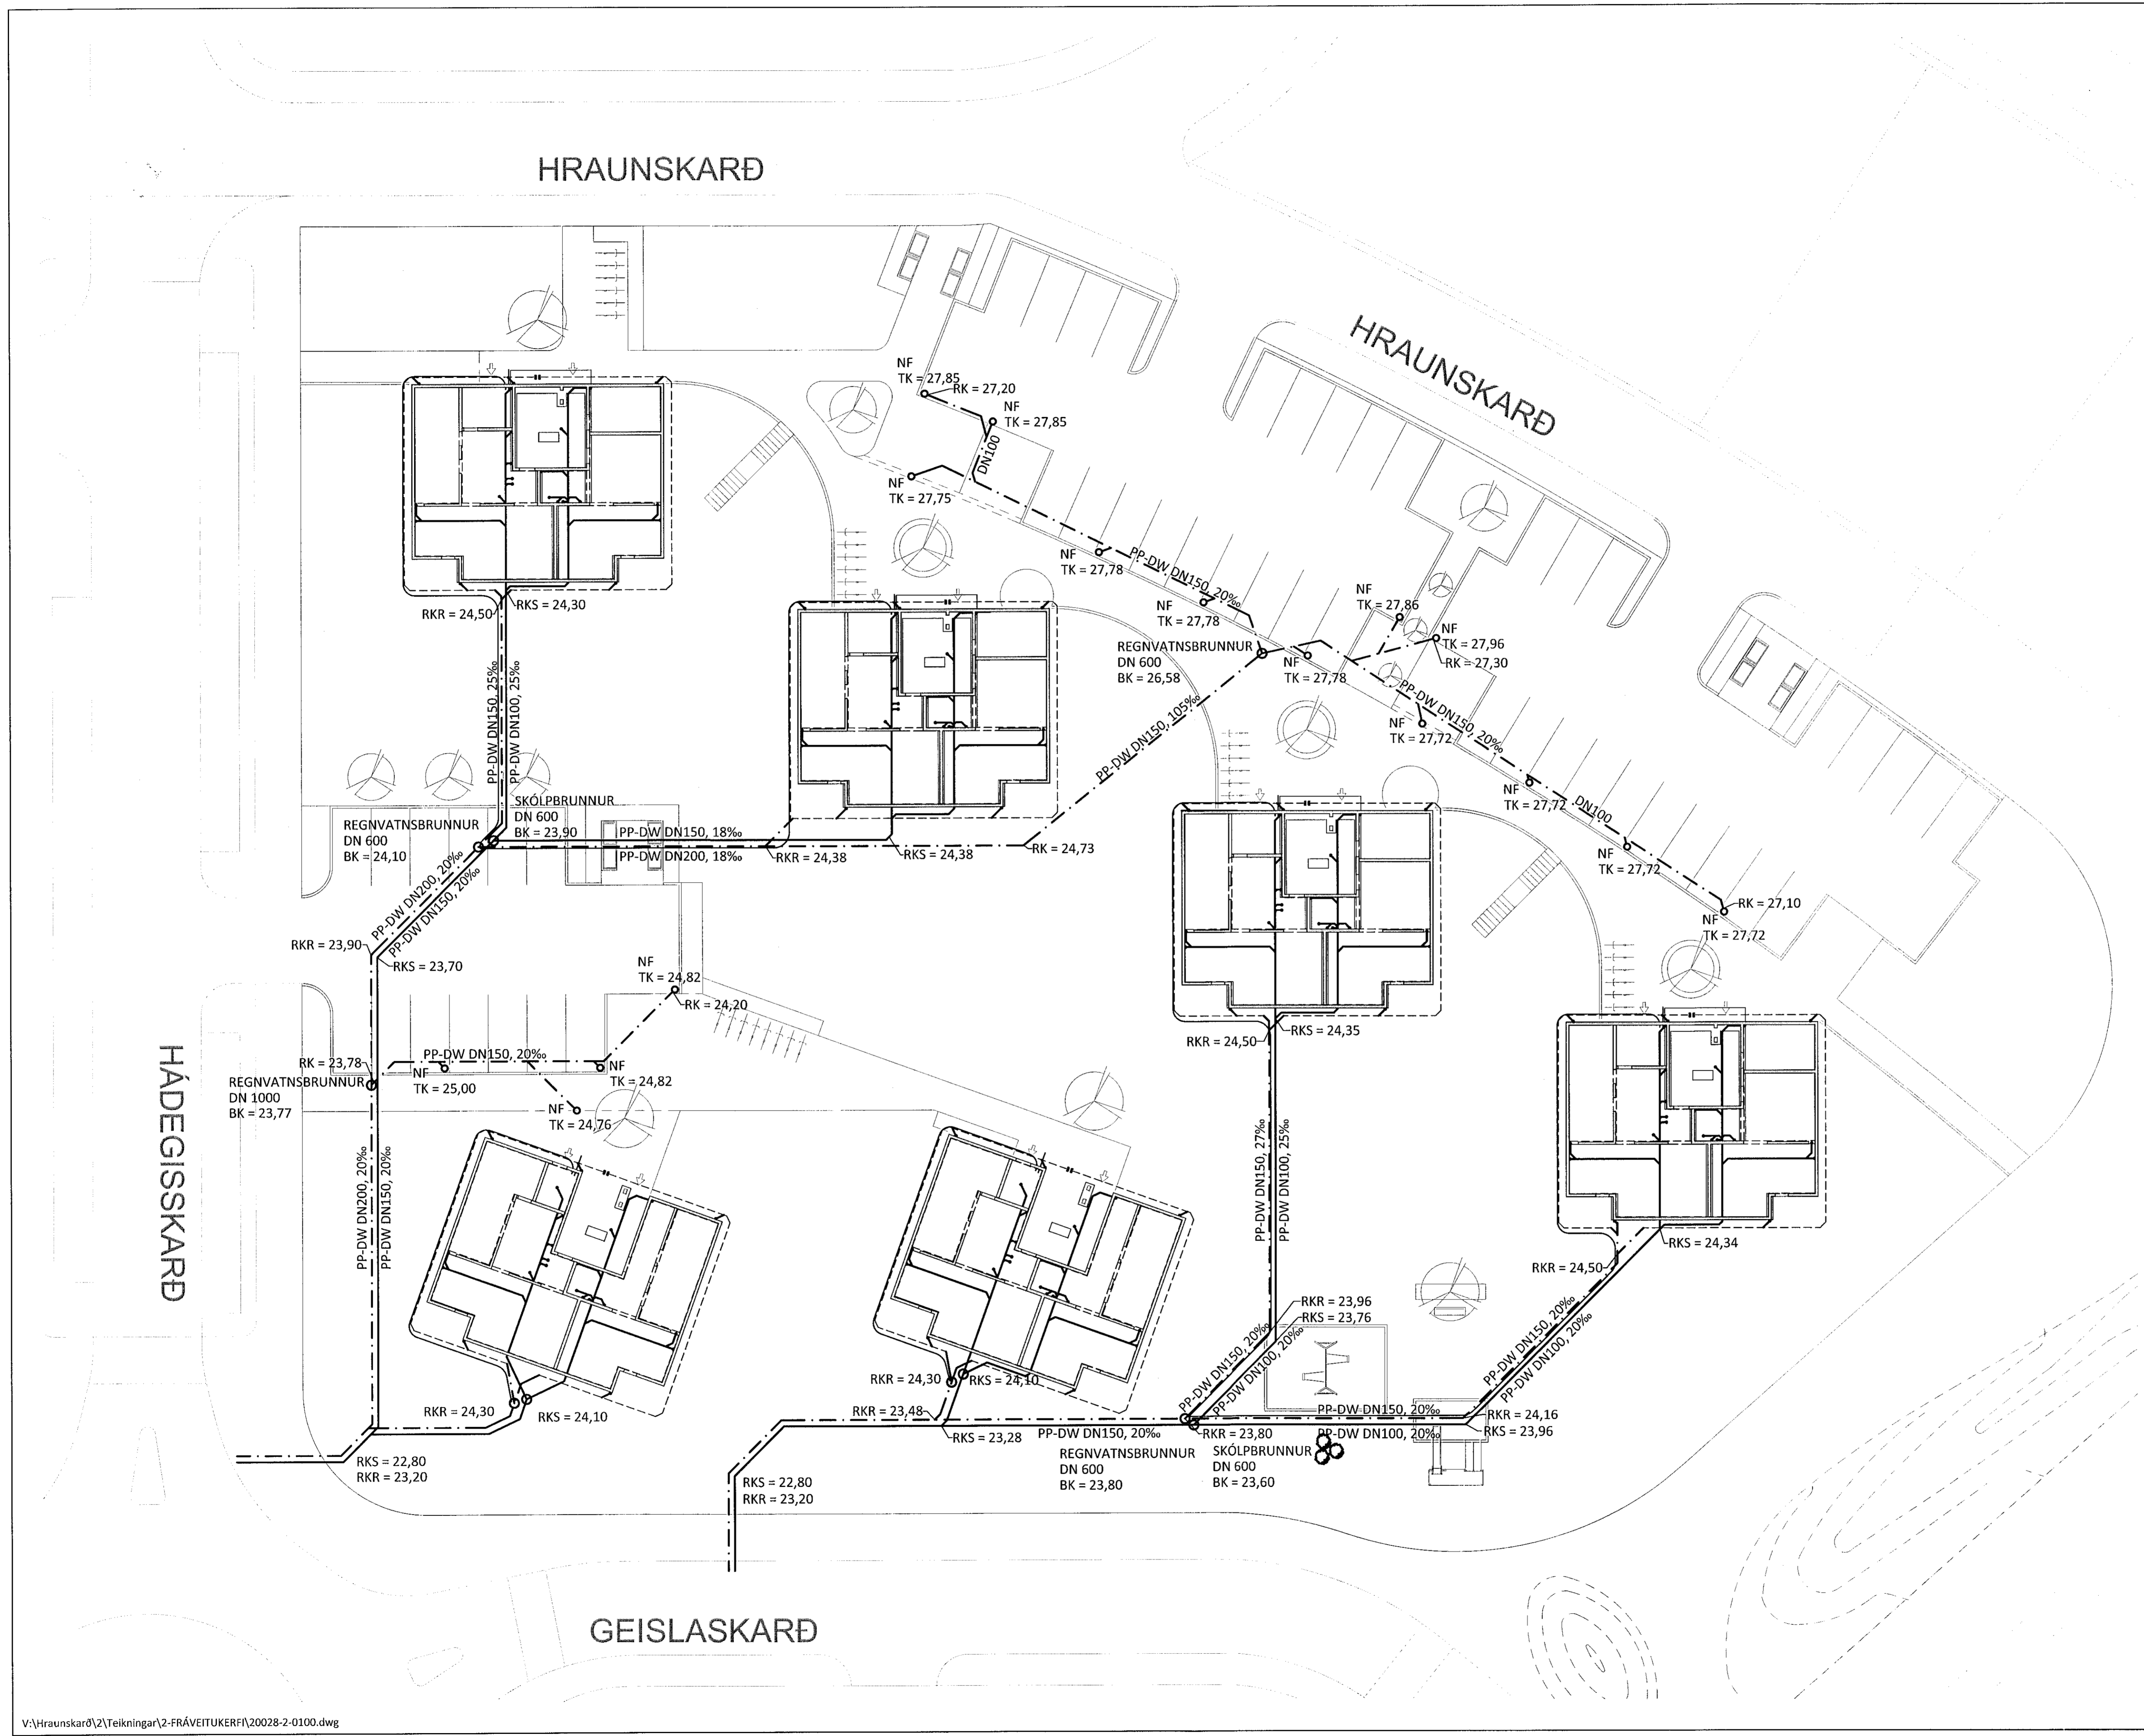 HRAUNSKARÐ
HRAUNSKARÐ
NF
TK = 27,85
RK = 27,20
NF
TK = 27,85
DN100
NF
TK = 27,75
NF
TK = 27,78
PP-DW DN150, 20‰
NF
TK = 27,78
NF
TK = 27,86
NF
TK = 27,96
RK = 27,30
REGNVATNSBRUNNUR
DN 600
BK = 26,58
NF
TK = 27,78
PP-DW DN150, 20‰
NF
TK = 27,72
PP-DW DN150, 105‰
NF
TK = 27,72
DN100
NF
TK = 27,72
RK = 27,10
NF
TK = 27,72
RKR = 24,50
RKS = 24,30
PP-DW DN150, 25‰
PP-DW DN100, 25‰
SKÓLPBRUNNUR
DN 600
BK = 23,90
REGNVATNSBRUNNUR
DN 600
BK = 24,10
PP-DW DN150, 18‰
PP-DW DN200, 18‰
RKR = 24,38
RKS = 24,38
RK = 24,73
PP-DW DN200, 20‰
PP-DW DN150, 20‰
RKR = 23,90
RKS = 23,70
NF
TK = 24,82
RK = 24,20
RK = 23,78
PP-DW DN150, 20‰
NF
TK = 25,00
NF
TK = 24,82
REGNVATNSBRUNNUR
DN 1000
BK = 23,77
NF
TK = 24,76
HÁDEGISSKARÐ
PP-DW DN200, 20‰
PP-DW DN150, 20‰
RKR = 24,50
RKS = 24,35
PP-DW DN150, 27‰
PP-DW DN100, 25‰
RKS = 24,34
RKR = 24,50
PP-DW DN150, 20‰
PP-DW DN100, 20‰
RKR = 23,96
RKS = 23,76
PP-DW DN150, 20‰
PP-DW DN100, 20‰
RKR = 24,30
RKS = 24,10
RKR = 24,30
RKS = 24,10
RKR = 23,48
RKS = 23,28
PP-DW DN150, 20‰
RKR = 23,80
PP-DW DN150, 20‰
PP-DW DN100, 20‰
RKR = 24,16
RKS = 23,96
REGNVATNSBRUNNUR
DN 600
BK = 23,80
SKÓLPBRUNNUR
DN 600
BK = 23,60
RKS = 22,80
RKR = 23,20
RKS = 22,80
RKR = 23,20
GEISLASKARÐ
V:\Hraunskarð\2\Teikningar\2-FRÁVEITUKERFI\20028-2-0100.dwg